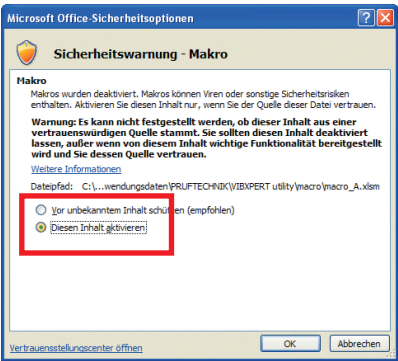 Microsoft Office-Sicherheitsoptionen
Sicherheitswarnung - Makro
Makro
Makros wurden deaktiviert. Makros können Viren oder sonstige Sicherheitsrisiken
enthalten. Aktivieren Sie diesen Inhalt nur, wenn Sie der Quelle dieser Datei vertrauen.
Warnung: Es kann nicht festgestellt werden, ob dieser Inhalt aus einer
vertrauenswürdigen Quelle stammt. Sie sollten diesen Inhalt deaktiviert
lassen, außer wenn von diesem Inhalt wichtige Funktionalität bereitgestellt
wird und Sie dessen Quelle vertrauen.
Weitere Informationen
Dateipfad: C:\...wendungsdaten\PRUFTECHNIK\VIBXPERT utility\macro\macro_A.xlsm
Vor unbekanntem Inhalt schützen (empfohlen)
Diesen Inhalt aktivieren
Vertrauensstellungscenter öffnen
OK
Abbrechen